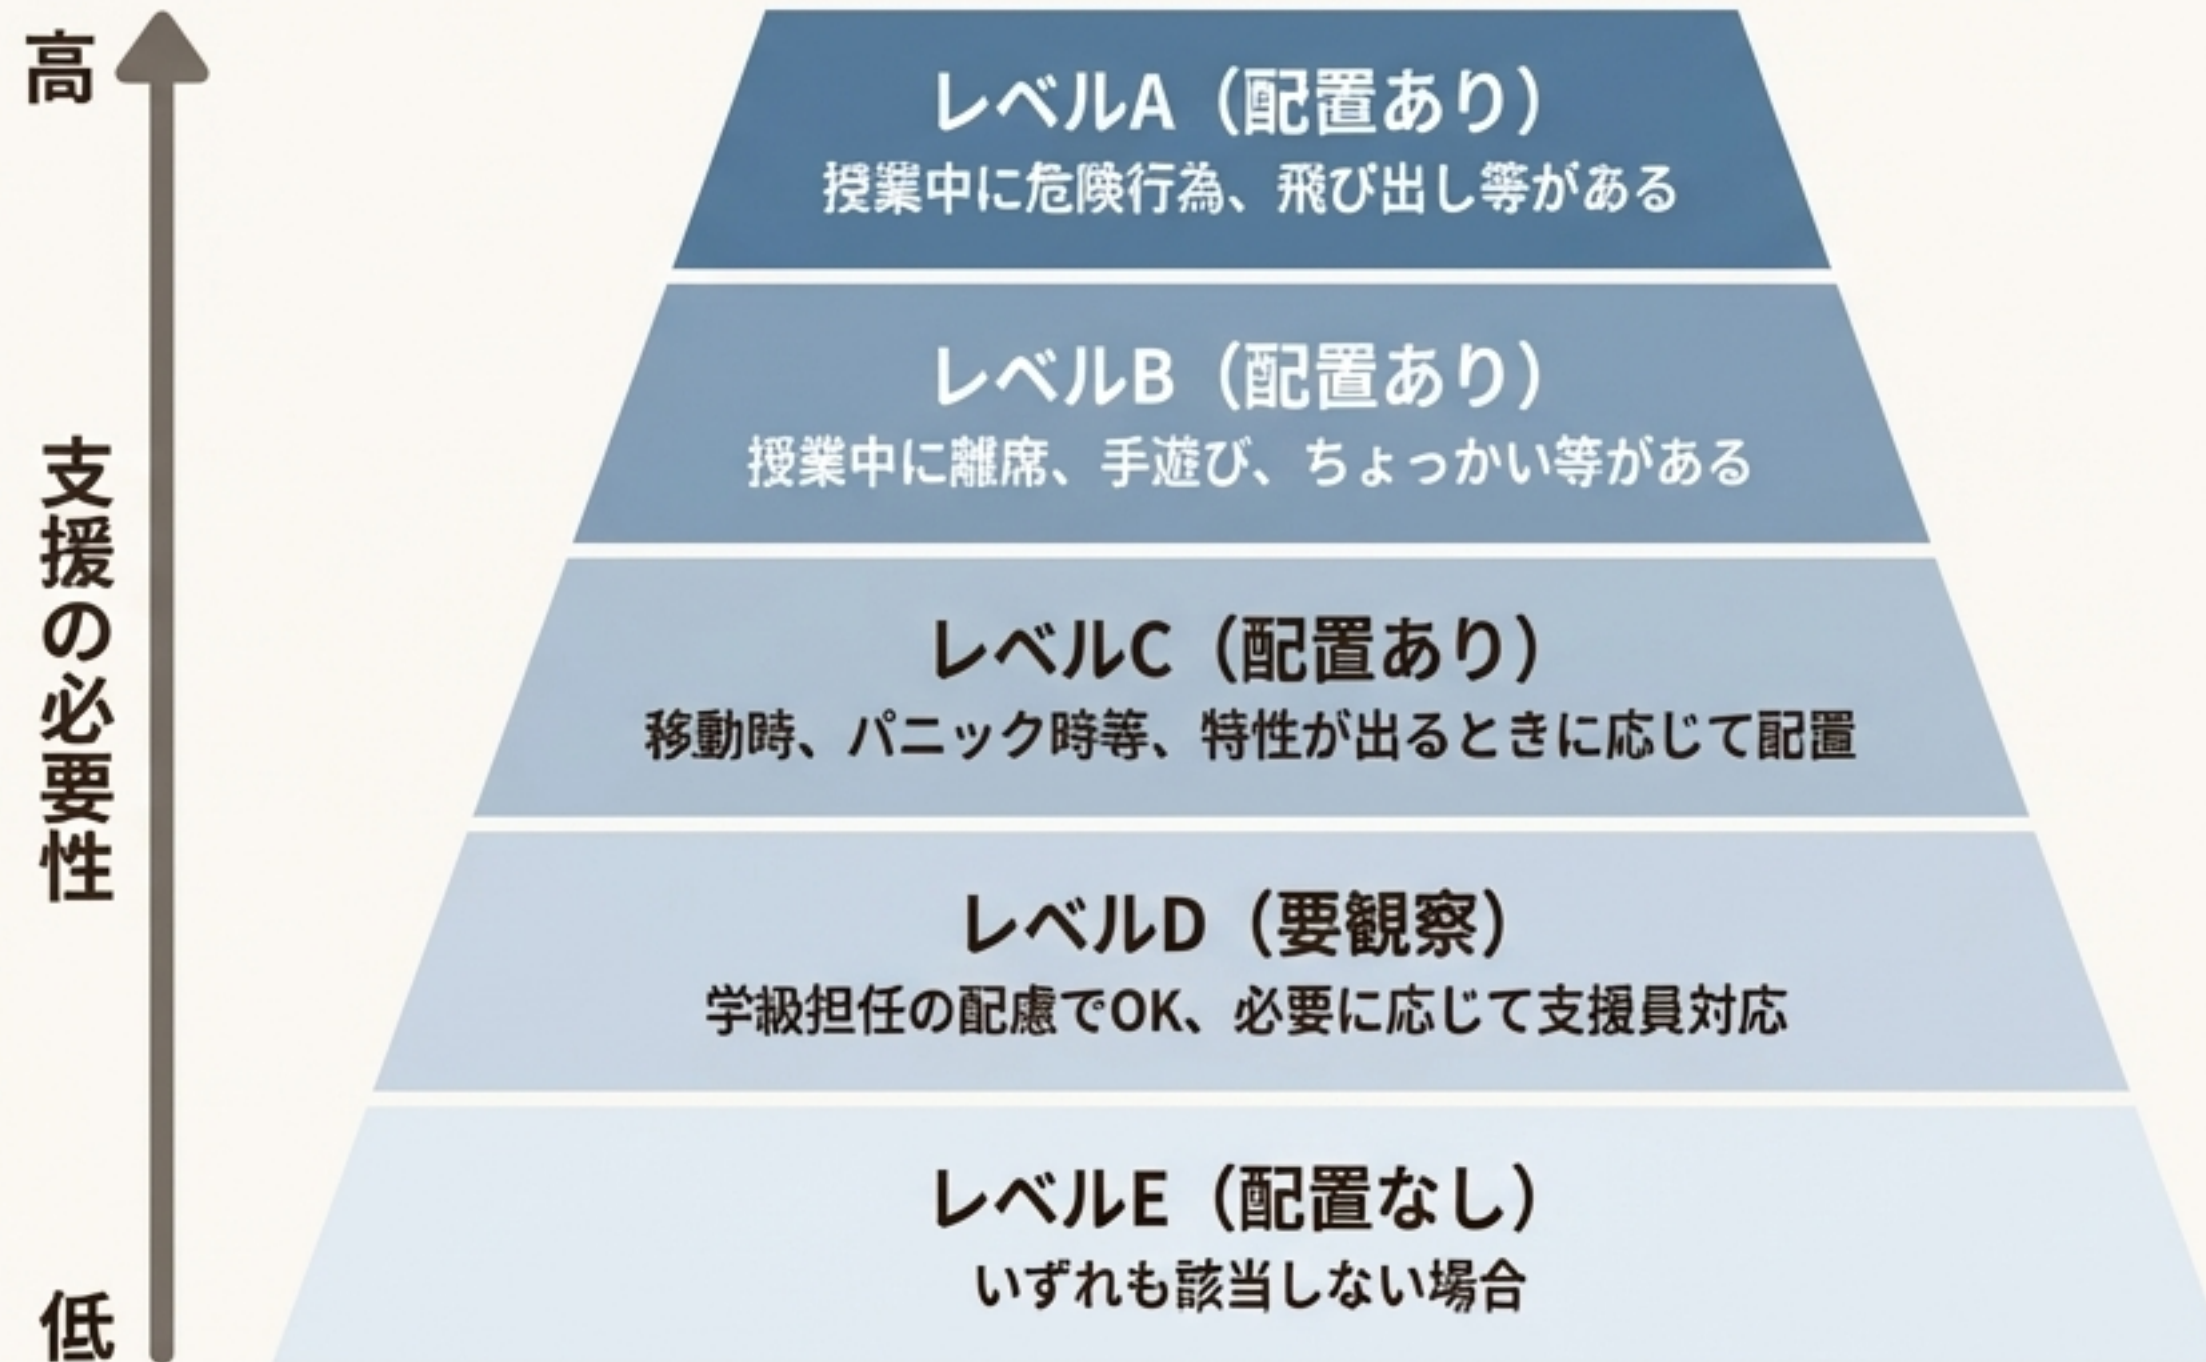 高
支援の必要性
低
レベルA（配置あり）
授業中に危険行為、飛び出し等がある
レベルB（配置あり）
授業中に離席、手遊び、ちょっかい等がある
レベルC（配置あり）
移動時、パニック時等、特性が出るときに応じて配置
レベルD（要観察）
学級担任の配慮でOK、必要に応じて支援員対応
レベルE（配置なし）
いずれも該当しない場合